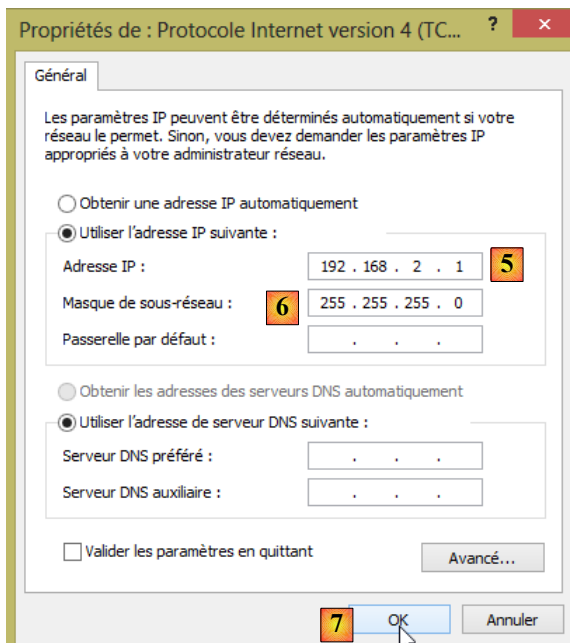 Propriétés de : Protocole Internet version 4 (TC... ? ×
Général
Les paramètres IP peuvent être déterminés automatiquement si votre
réseau le permet. Sinon, vous devez demander les paramètres IP
appropriés à votre administrateur réseau.
Obtenir une adresse IP automatiquement
Utiliser l'adresse IP suivante :
Adresse IP : 192 . 168 . 2 . 1 5
Masque de sous-réseau : 6 255 . 255 . 255 . 0
Passerelle par défaut : . . .
Obtenir les adresses des serveurs DNS automatiquement
Utiliser l'adresse de serveur DNS suivante :
Serveur DNS préféré : . . .
Serveur DNS auxiliaire : . . .
Valider les paramètres en quittant Avancé...
7 OK Annuler